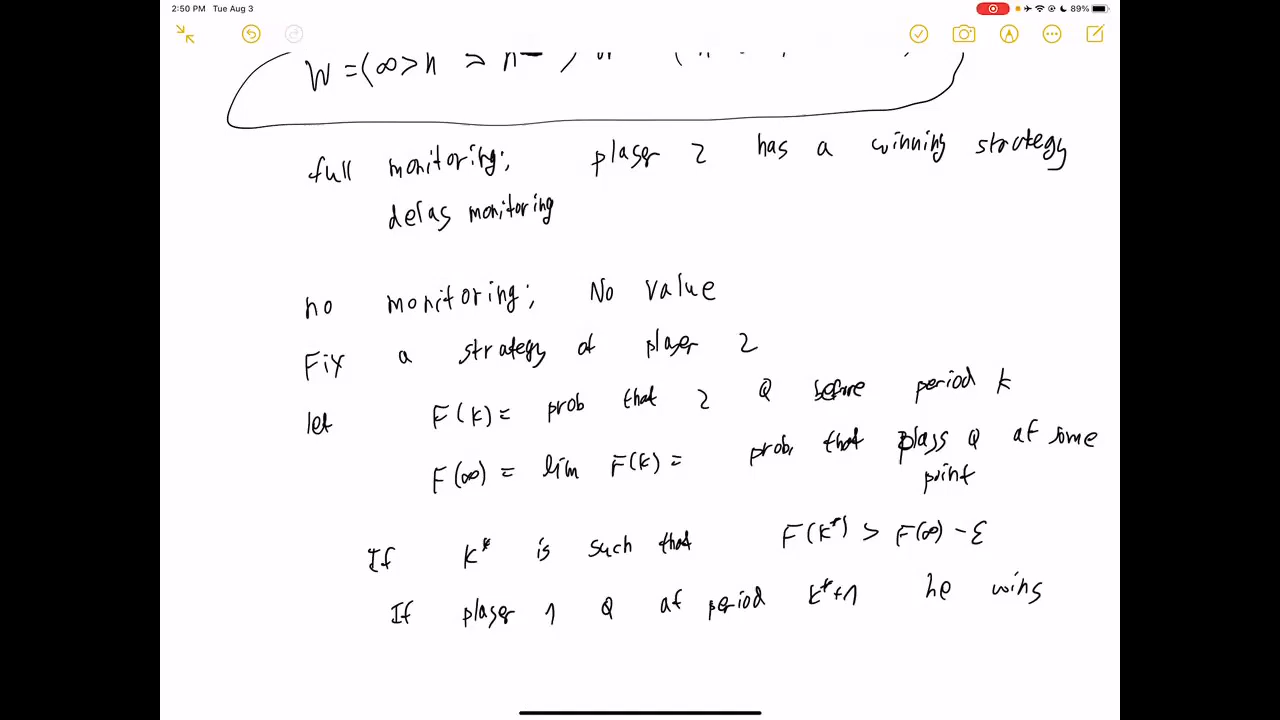 2:50 PM Tue Aug 3
89%
W = (∞ > n
full monitoring; player 2 has a winning strategy
delay monitoring
no monitoring; No value
Fix a strategy of player 2
let F(k) = prob that 2 Q before period k
F(∞) = lim F(k) = prob. that plays Q at some
point
If k* is such that F(k*) > F(∞) - ε
If player 1 Q at period k*+1 he wins